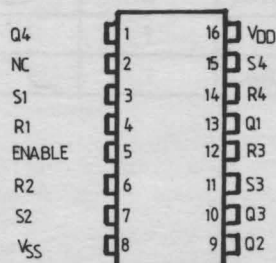 Q4 1 16 VDD
NC 2 15 S4
S1 3 14 R4
R1 4 13 Q1
ENABLE 5 12 R3
R2 6 11 S3
S2 7 10 Q3
VSS 8 9 Q2